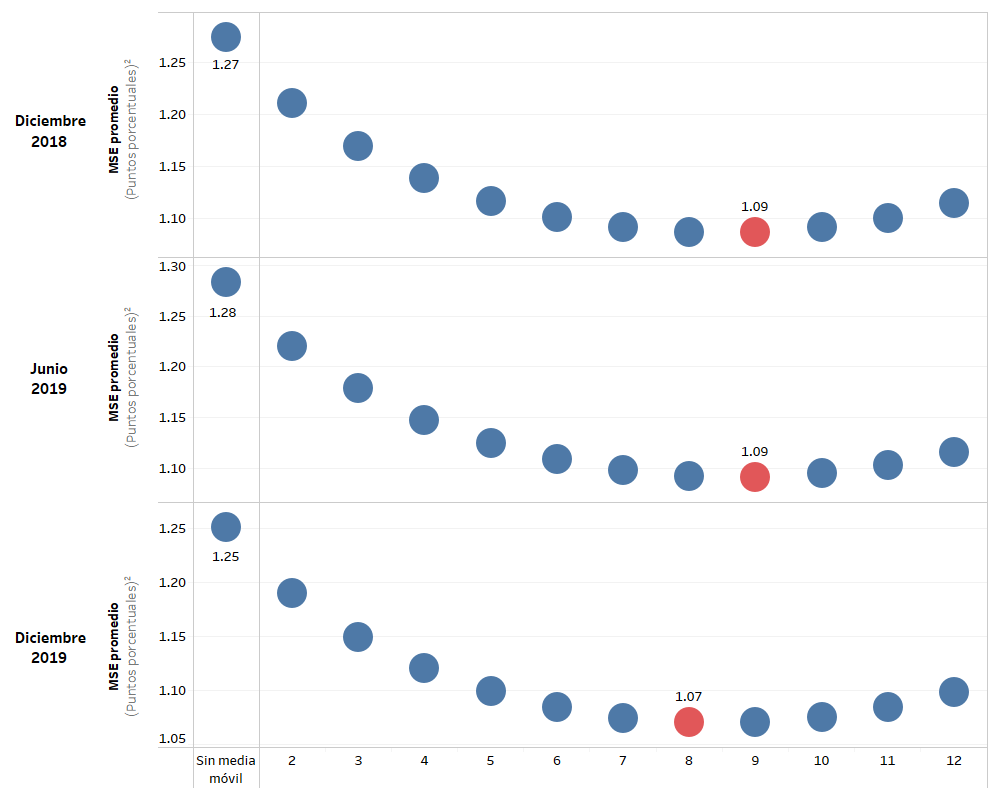 Diciembre
2018
MSE promedio
(Puntos porcentuales)²
1.25
1.20
1.15
1.10
1.27
1.09
Junio
2019
MSE promedio
(Puntos porcentuales)²
1.30
1.25
1.20
1.15
1.10
1.28
1.09
Diciembre
2019
MSE promedio
(Puntos porcentuales)²
1.25
1.20
1.15
1.10
1.05
1.25
1.07
Sin media
móvil
2 3 4 5 6 7 8 9 10 11 12